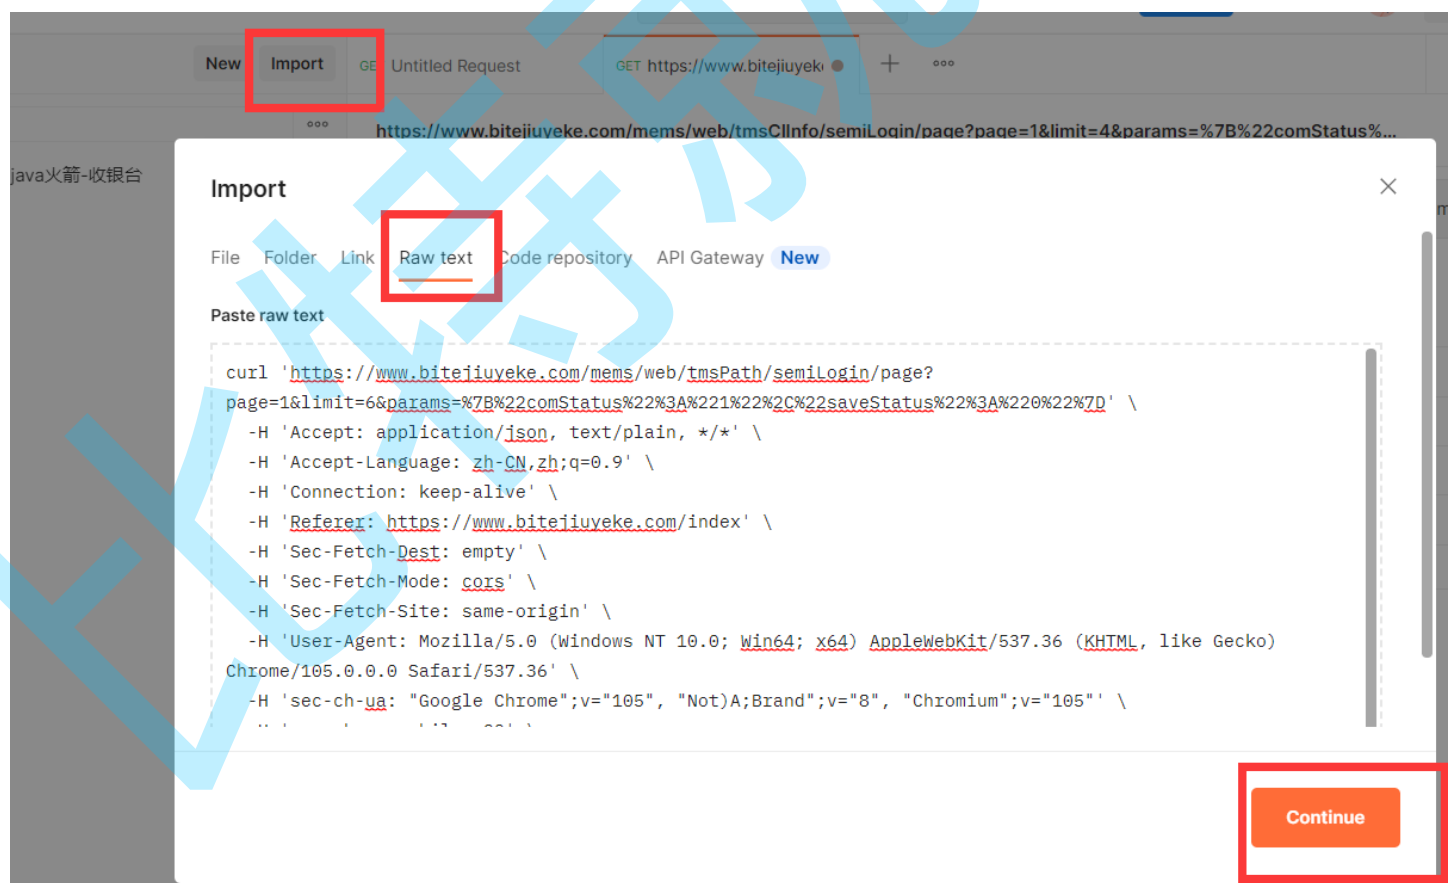 New Import GE Untitled Request GET https://www.bitejiuyek
https://www.bitejiuyeke.com/mems/web/tmsClInfo/semiLogin/page?page=1&limit=4&params=%7B%22comStatus%...
java火箭-收银台
Import
File Folder Link Raw text Code repository API Gateway New
Paste raw text
curl 'https://www.bitejiuyeke.com/mems/web/tmsPath/semiLogin/page?
page=1&limit=6&params=%7B%22comStatus%22%3A%221%22%2C%22saveStatus%22%3A%220%22%7D' \
-H 'Accept: application/json, text/plain, */*' \
-H 'Accept-Language: zh-CN,zh;q=0.9' \
-H 'Connection: keep-alive' \
-H 'Referer: https://www.bitejiuyeke.com/index' \
-H 'Sec-Fetch-Dest: empty' \
-H 'Sec-Fetch-Mode: cors' \
-H 'Sec-Fetch-Site: same-origin' \
-H 'User-Agent: Mozilla/5.0 (Windows NT 10.0; Win64; x64) AppleWebKit/537.36 (KHTML, like Gecko)
Chrome/105.0.0.0 Safari/537.36' \
-H 'sec-ch-ua: "Google Chrome";v="105", "Not)A;Brand";v="8", "Chromium";v="105"' \
Continue
比特